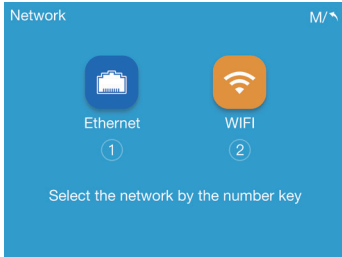 Network M/
Ethernet WIFI
1 2
Select the network by the number key